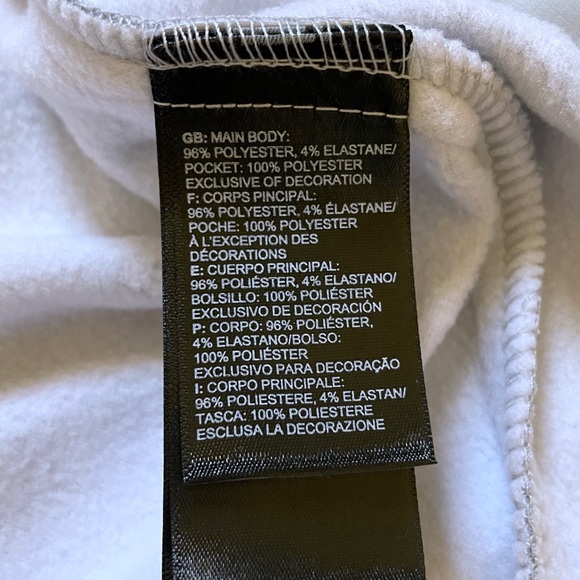 GB: MAIN BODY:
96% POLYESTER, 4% ELASTANE/
POCKET: 100% POLYESTER
EXCLUSIVE OF DECORATION
F: CORPS PINCIPAL:
96% POLYESTER, 4% ÉLASTANE/
POCHE: 100% POLYESTER
À L'EXCEPTION DES
DÉCORATIONS
E: CUERPO PRINCIPAL:
96% POLIÉSTER, 4% ELASTANO/
BOLSILLO: 100% POLIÉSTER
EXCLUSIVO DE DECORACIÓN
P: CORPO: 96% POLIÉSTER,
4% ELASTANO/BOLSO:
100% POLIÉSTER
EXCLUSIVO PARA DECORAÇÃO
I: CORPO PRINCIPALE:
96% POLIESTERE, 4% ELASTAN/
TASCA: 100% POLIESTERE
ESCLUSA LA DECORAZIONE